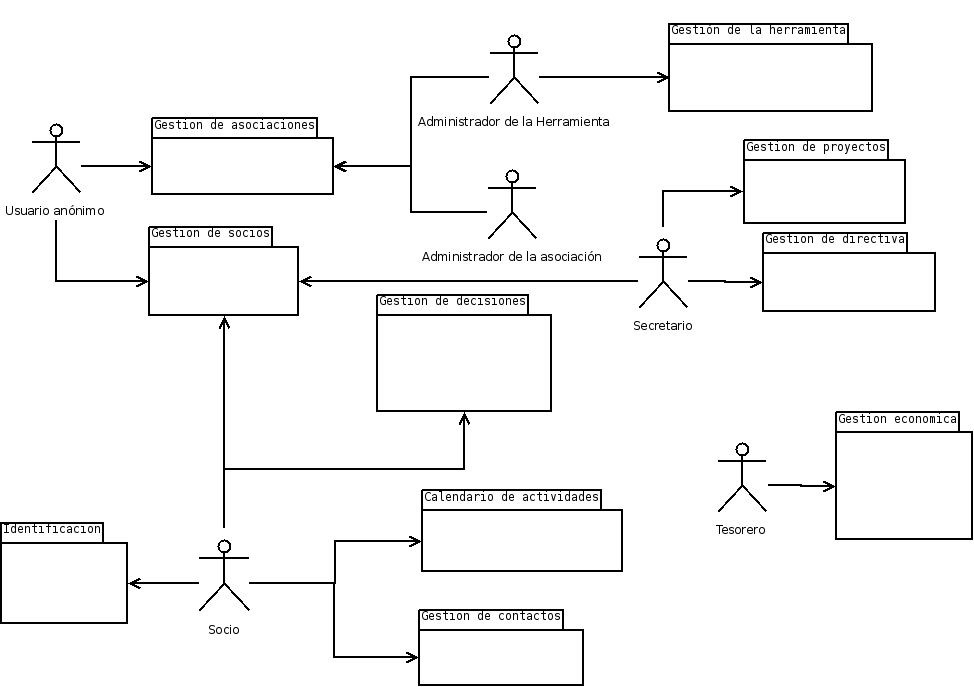 Gestión de la herramienta
Administrador de la Herramienta
Gestion de asociaciones
Usuario anónimo
Gestion de proyectos
Administrador de la asociación
Gestion de socios
Gestion de directiva
Secretario
Gestion de decisiones
Gestion economica
Tesorero
Calendario de actividades
Identificacion
Socio
Gestion de contactos